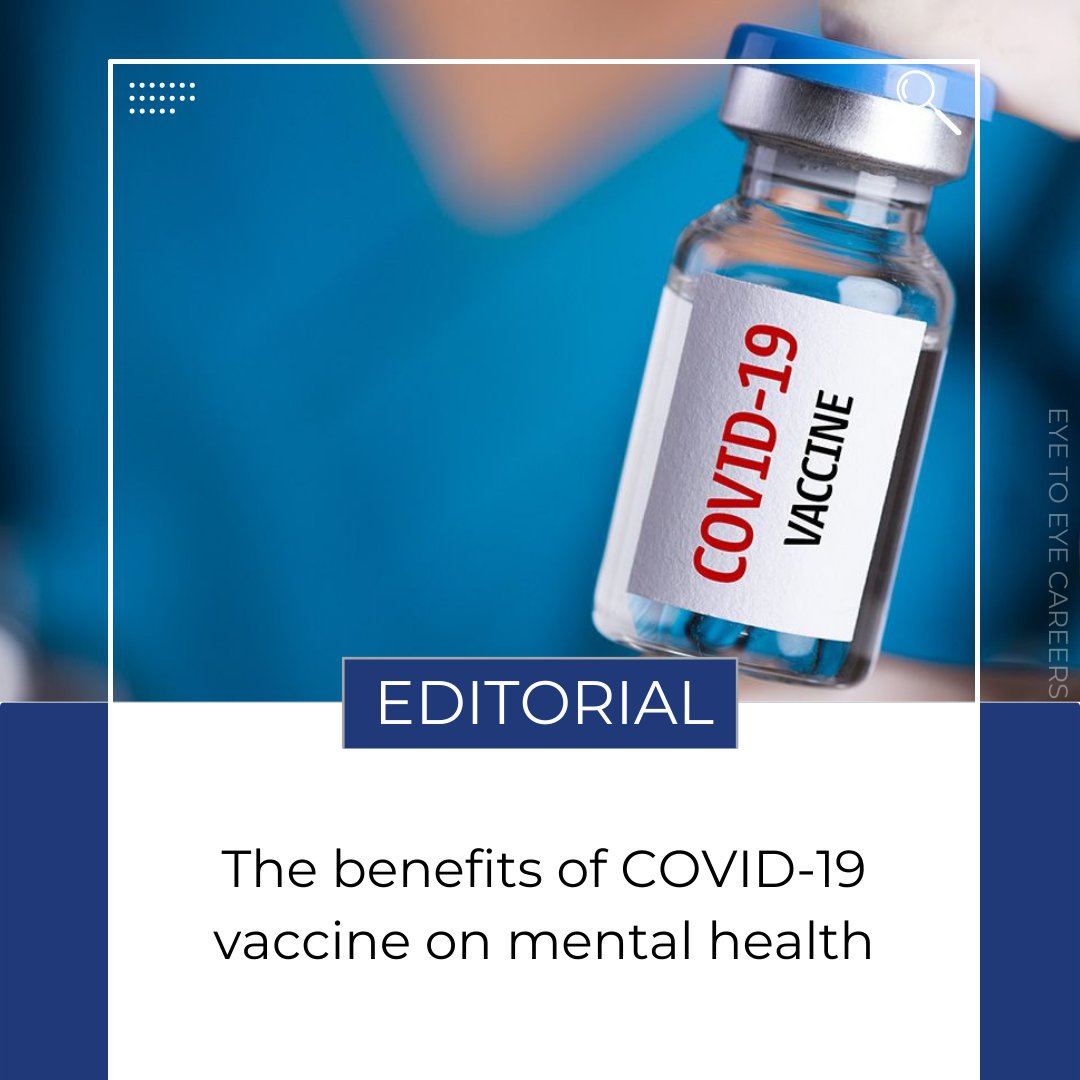 COVID-19
VACCINE
EYE TO EYE CAREERS
EDITORIAL
The benefits of COVID-19
vaccine on mental health